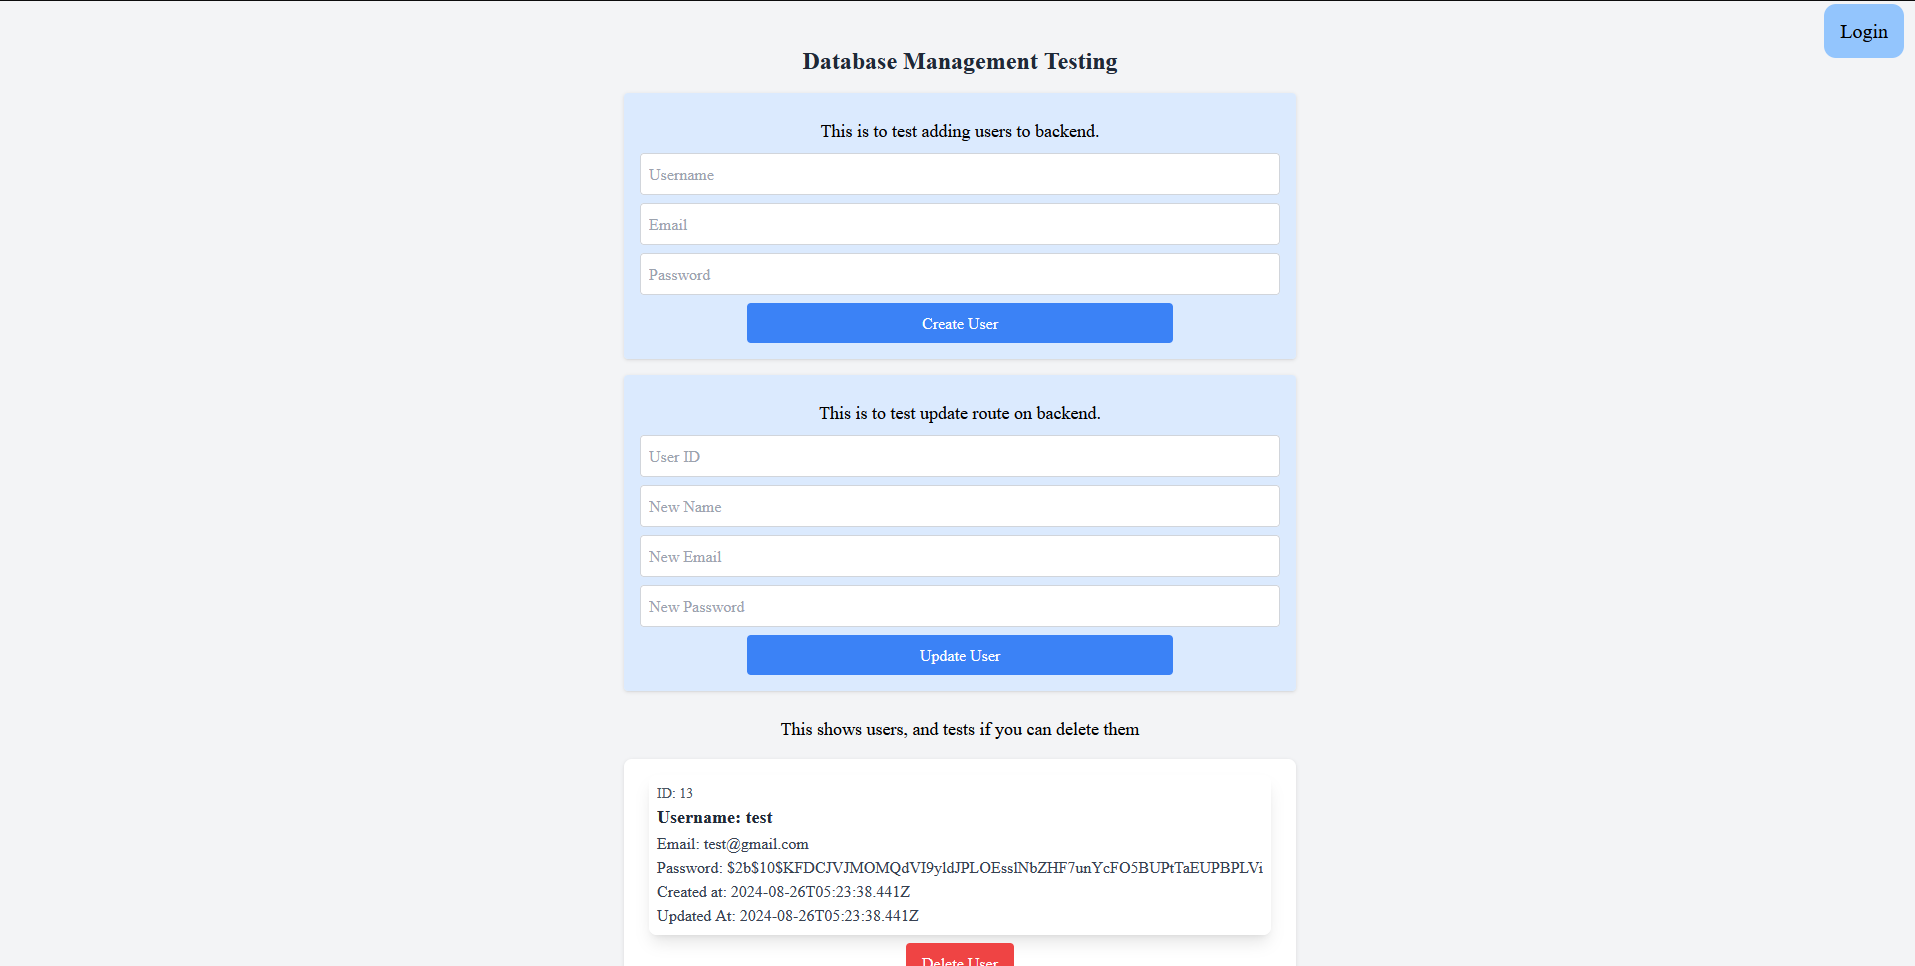 Login
Database Management Testing
This is to test adding users to backend.
Username
Email
Password
Create User
This is to test update route on backend.
User ID
New Name
New Email
New Password
Update User
This shows users, and tests if you can delete them
ID: 13
Username: test
Email: test@gmail.com
Password: $2b$10$KFDCJVJMOMQdVI9yldJPLOEsslNbZHF7unYcFO5BUPtTaEUPBPLVi
Created at: 2024-08-26T05:23:38.441Z
Updated At: 2024-08-26T05:23:38.441Z
Delete User